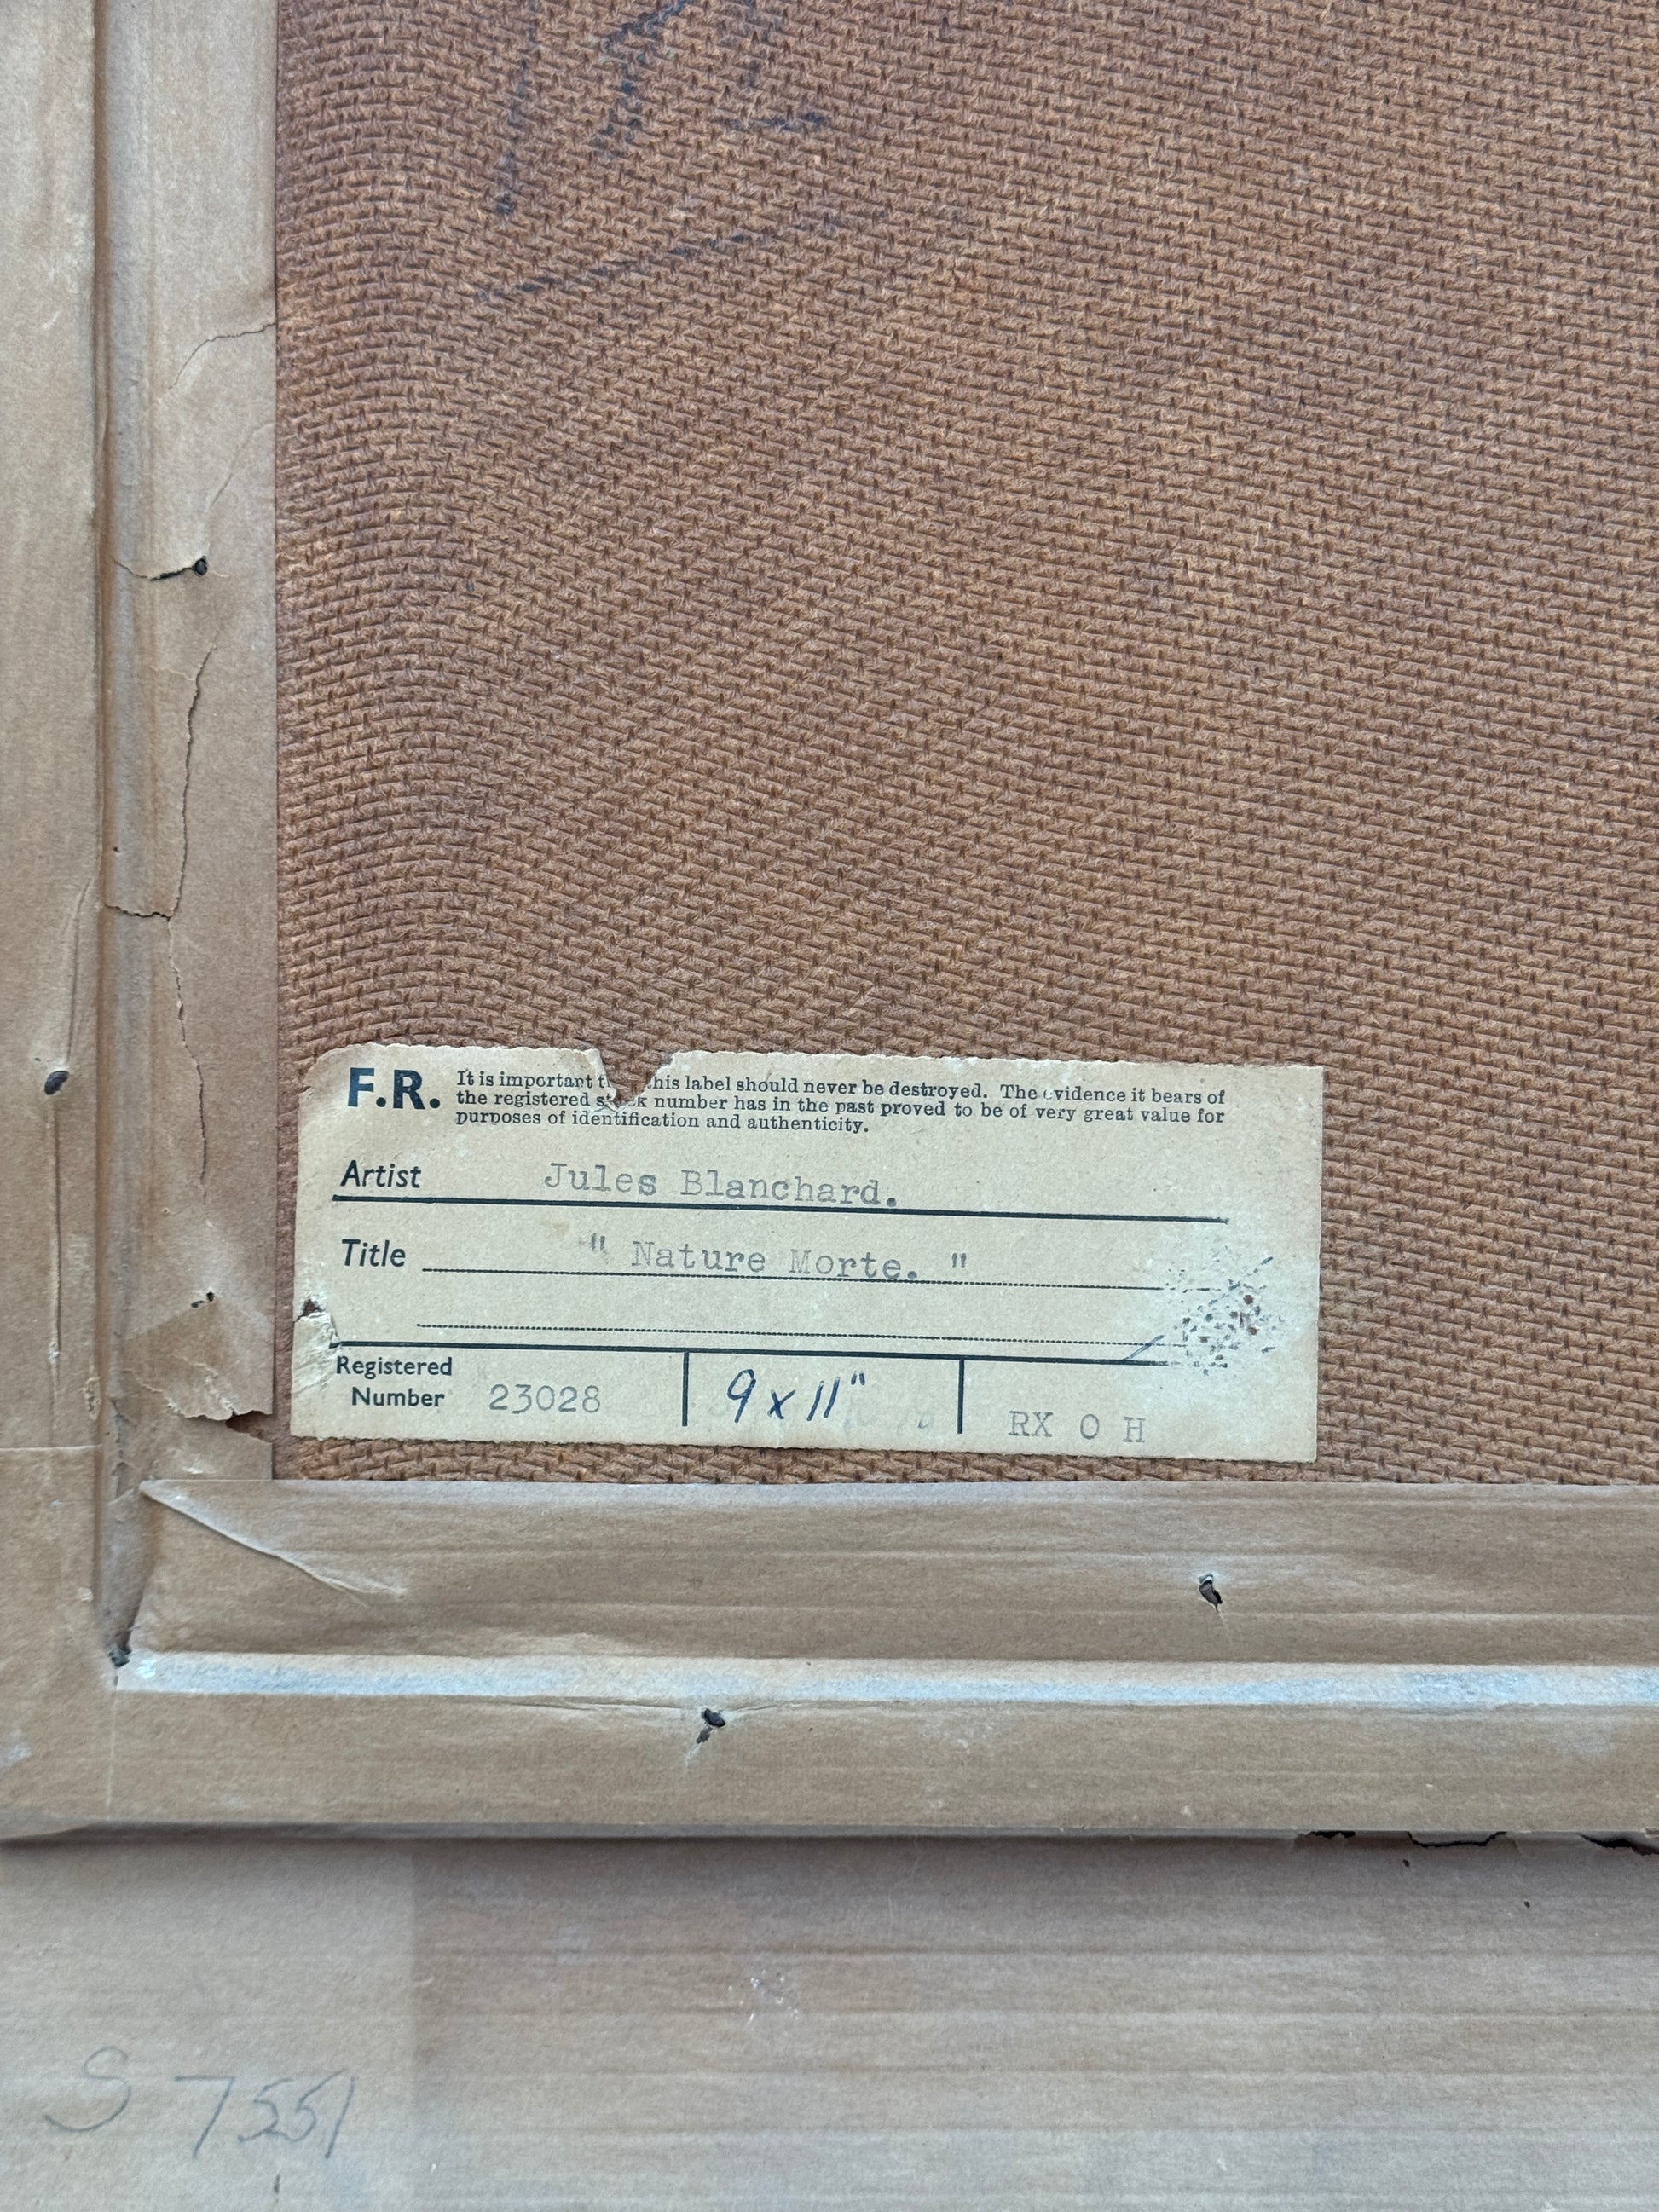 F.R. It is important t his label should never be destroyed. The evidence it bears of
the registered stock number has in the past proved to be of very great value for
purposes of identification and authenticity.
Artist Jules Blanchard.
Title " Nature Morte. "
Registered
Number 23028 9 x 11" RX O H
S 7551